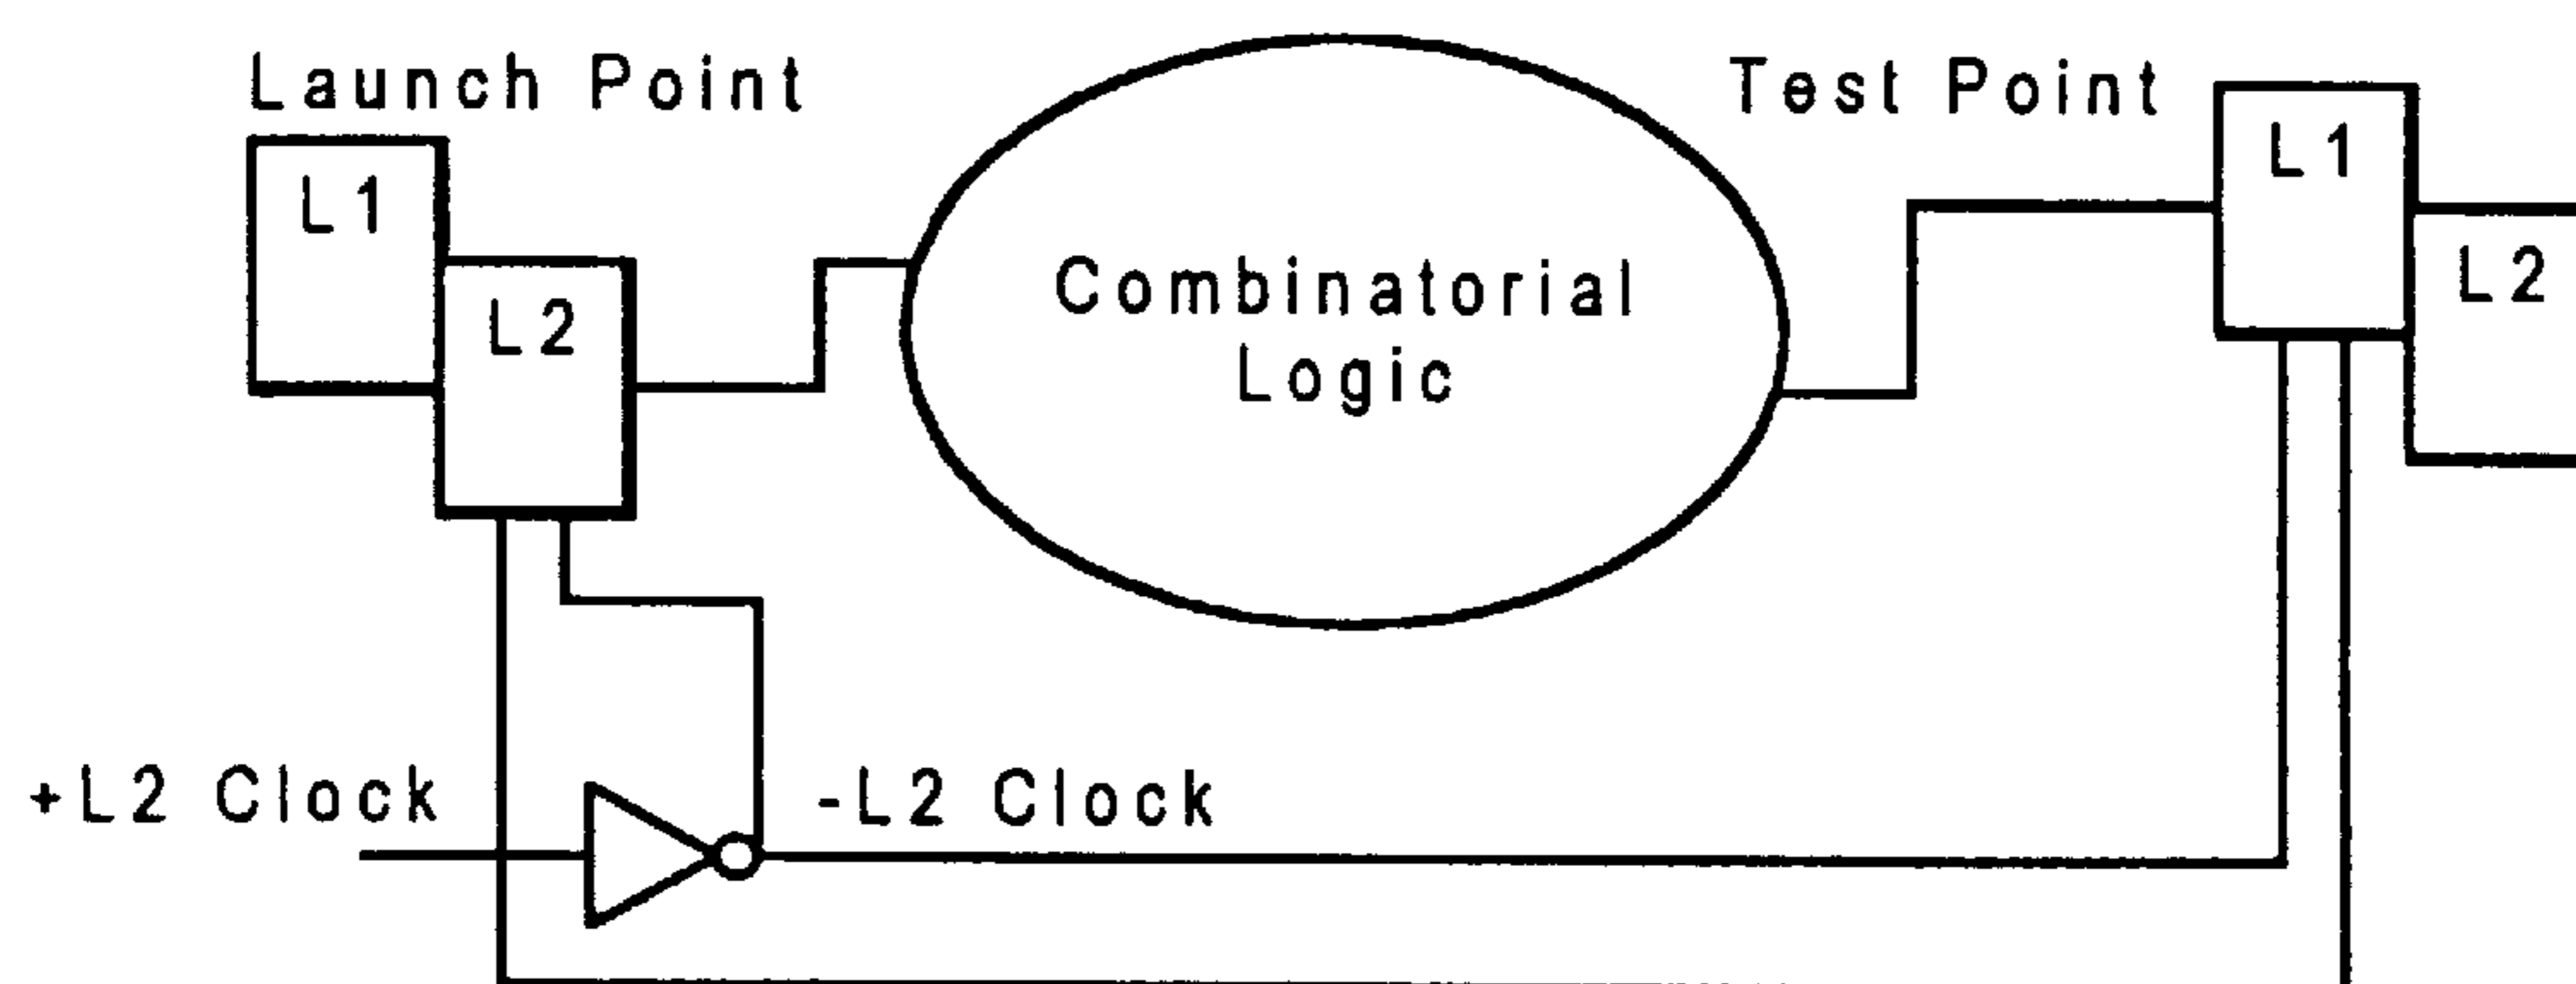 Launch Point
Test Point
L1
L2
Combinatorial
Logic
L1
L2
+L2 Clock
-L2 Clock